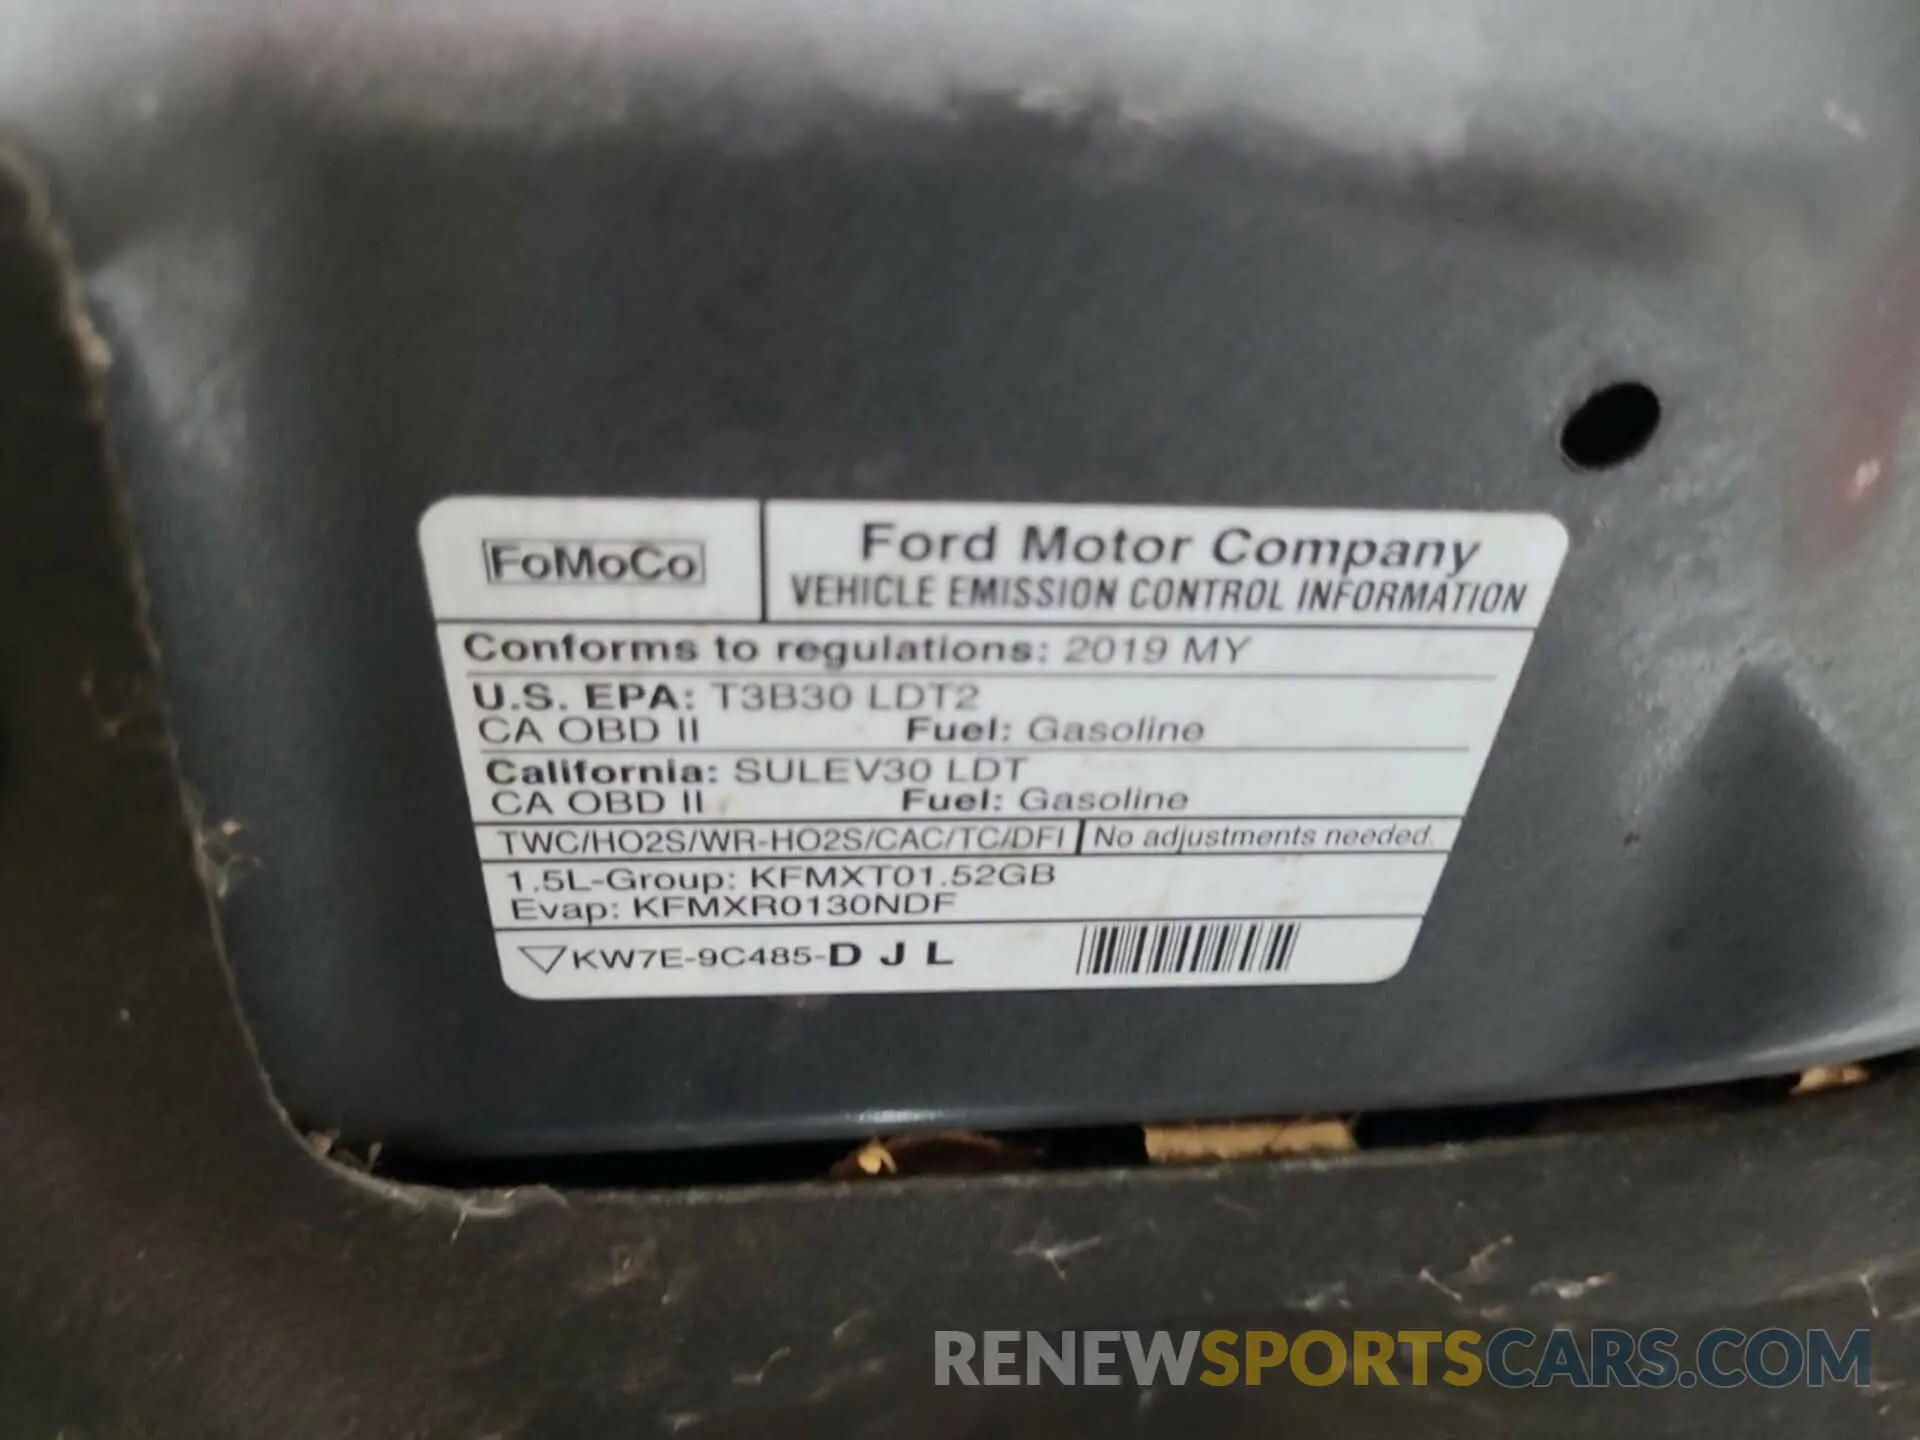 FoMoCo
Ford Motor Company
VEHICLE EMISSION CONTROL INFORMATION
Conforms to regulations: 2019 MY
U.S. EPA: T3B30 LDT2
CA OBD II Fuel: Gasoline
California: SULEV30 LDT
CA OBD II Fuel: Gasoline
TWC/HO2S/WR-HO2S/CAC/TC/DFI No adjustments needed.
1.5L-Group: KFMXT01.52GB
Evap: KFMXR0130NDF
KW7E-9C485-D J L
RENEWSPORTSCARS.COM